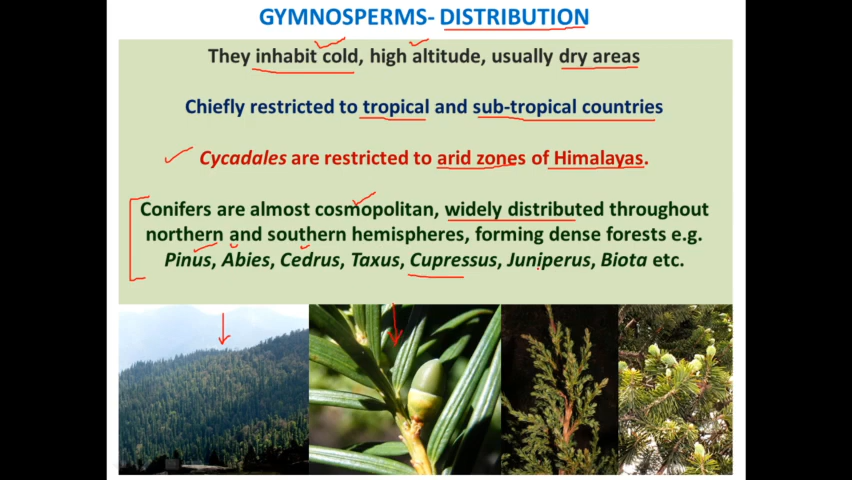 GYMNOSPERMS- DISTRIBUTION
They inhabit cold, high altitude, usually dry areas
Chiefly restricted to tropical and sub-tropical countries
Cycadales are restricted to arid zones of Himalayas.
Conifers are almost cosmopolitan, widely distributed throughout
northern and southern hemispheres, forming dense forests e.g.
Pinus, Abies, Cedrus, Taxus, Cupressus, Juniperus, Biota etc.